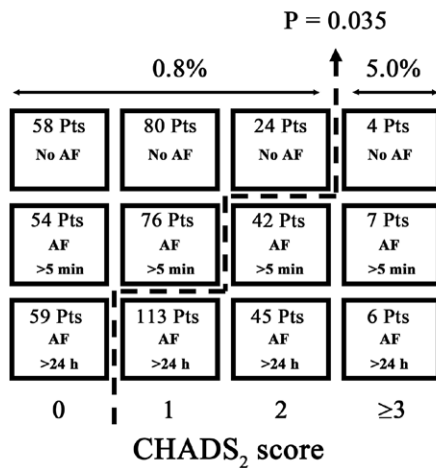 P = 0.035
0.8% 5.0%
58 Pts 80 Pts 24 Pts 4 Pts
No AF No AF No AF No AF
54 Pts 76 Pts 42 Pts 7 Pts
AF AF AF AF
>5 min >5 min >5 min >5 min
59 Pts 113 Pts 45 Pts 6 Pts
AF AF AF AF
>24 h >24 h >24 h >24 h
0 1 2 ≥3
CHADS₂ score